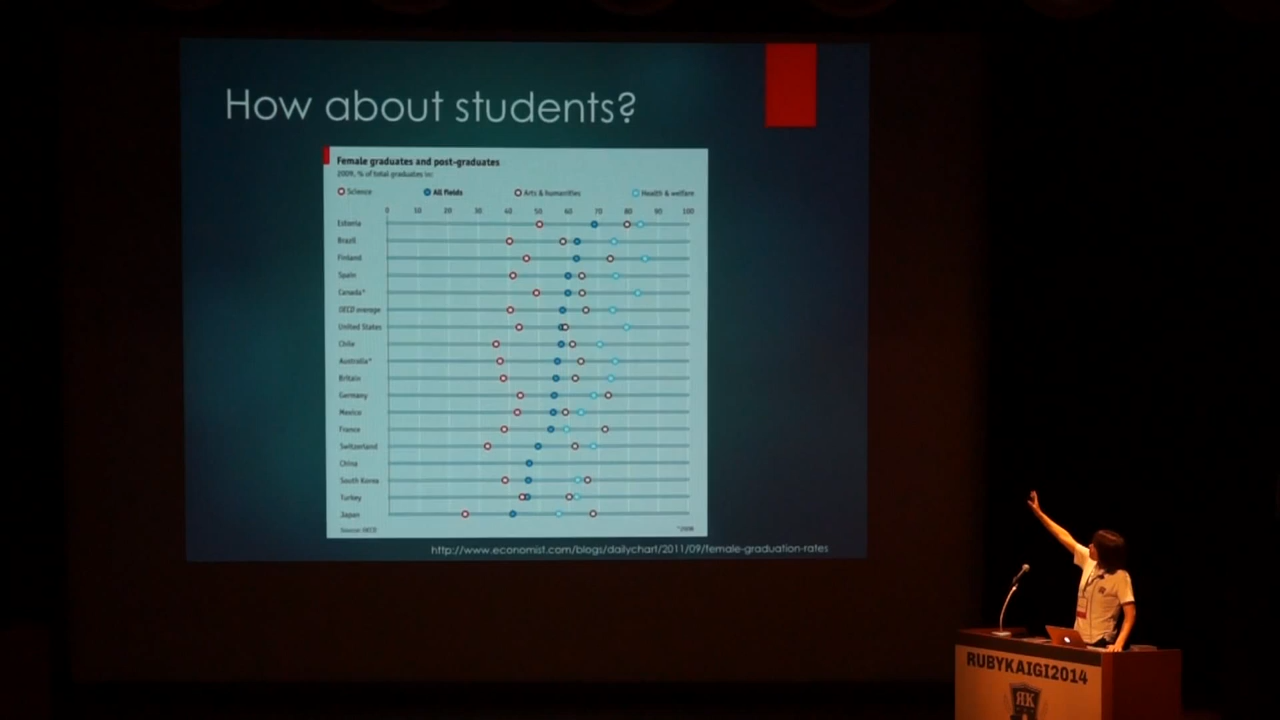 How about students?
Female graduates and post-graduates
2009, % of total graduates in:
Science All fields Arts & humanities Health & welfare
0 10 20 30 40 50 60 70 80 90 100
Estonia
Brazil
Finland
Spain
Canada*
OECD average
United States
Chile
Australia*
Britain
Germany
Mexico
France
Switzerland
China
South Korea
Turkey
Japan
Source: OECD *2008
http://www.economist.com/blogs/dailychart/2011/09/female-graduation-rates
RUBYKAIGI2014
RK